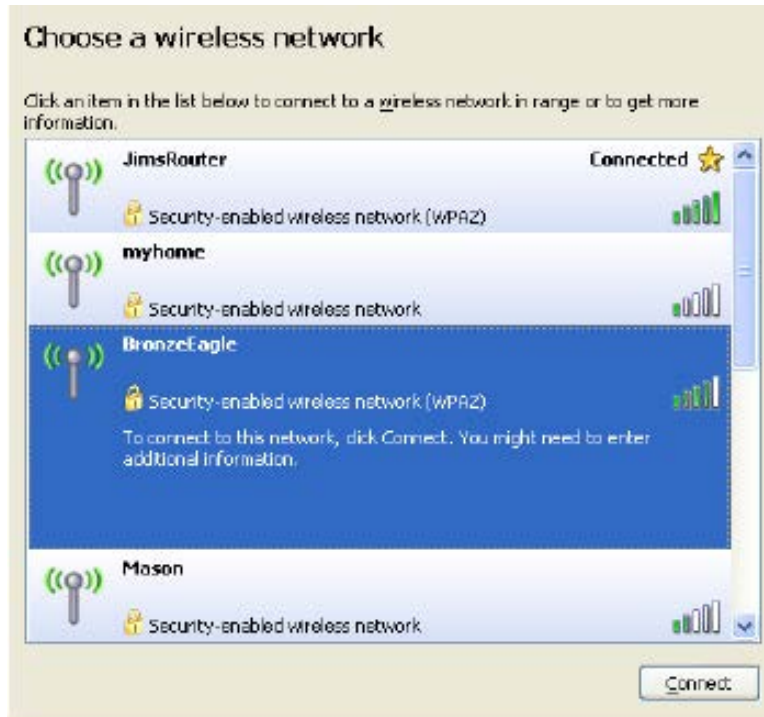 Choose a wireless network
Click an item in the list below to connect to a wireless network in range or to get more
information.
JimsRouter Connected
Security-enabled wireless network (WPA2)
myhome
Security-enabled wireless network
BronzeEagle
Security-enabled wireless network (WPA2)
To connect to this network, click Connect. You might need to enter
additional information.
Mason
Security-enabled wireless network
Connect